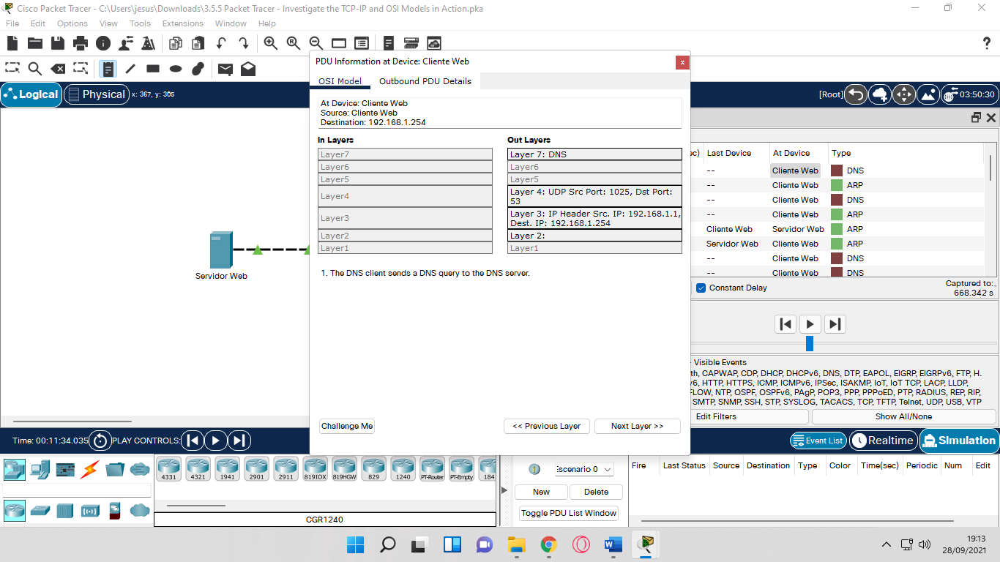 Cisco Packet Tracer - C:\Users\jesus\Downloads\3.5.5 Packet Tracer - Investigate the TCP-IP and OSI Models in Action.pka
File Edit Options View Tools Extensions Window Help
?
Logical
Physical
x: 367, y: 305
[Root]
03:50:30
PDU Information at Device: Cliente Web
x
OSI Model
Outbound PDU Details
At Device: Cliente Web
Source: Cliente Web
Destination: 192.168.1.254
In Layers
Layer7
Layer6
Layer5
Layer4
Layer3
Layer2
Layer1
Out Layers
Layer 7: DNS
Layer6
Layer5
Layer 4: UDP Src Port: 1025, Dst Port:
53
Layer 3: IP Header Src. IP: 192.168.1.1,
Dest. IP: 192.168.1.254
Layer 2:
Layer1
1. The DNS client sends a DNS query to the DNS server.
Challenge Me
<< Previous Layer
Next Layer >>
Servidor Web
ec) Last Device At Device Type
-- Cliente Web DNS
-- Cliente Web ARP
-- Cliente Web DNS
-- Cliente Web ARP
Cliente Web Servidor Web ARP
Servidor Web Cliente Web ARP
-- Cliente Web DNS
-- Cliente Web DNS
Constant Delay
Captured to:
668.342 s
- Visible Events
th, CAPWAP, CDP, DHCP, DHCPv6, DNS, DTP, EAPOL, EIGRP, EIGRPv6, FTP, H.
v6, HTTP, HTTPS, ICMP, ICMPv6, IPSec, ISAKMP, IoT, IoT TCP, LACP, LLDP,
FLOW, NTP, OSPF, OSPFv6, PAgP, POP3, PPP, PPPoED, PTP, RADIUS, REP, RIP,
SMTP, SNMP, SSH, STP, SYSLOG, TACACS, TCP, TFTP, Telnet, UDP, USB, VTP
Edit Filters
Show All/None
Time: 00:11:34.035
PLAY CONTROLS:
Event List
Realtime
Simulation
4331 4321 1941 2901 2911 819IOX 819HGW 829 1240 PT-Router PT-Empty 184
CGR1240
Escenario 0
New
Delete
Toggle PDU List Window
Fire Last Status Source Destination Type Color Time(sec) Periodic Num Edit
19:13
28/09/2021